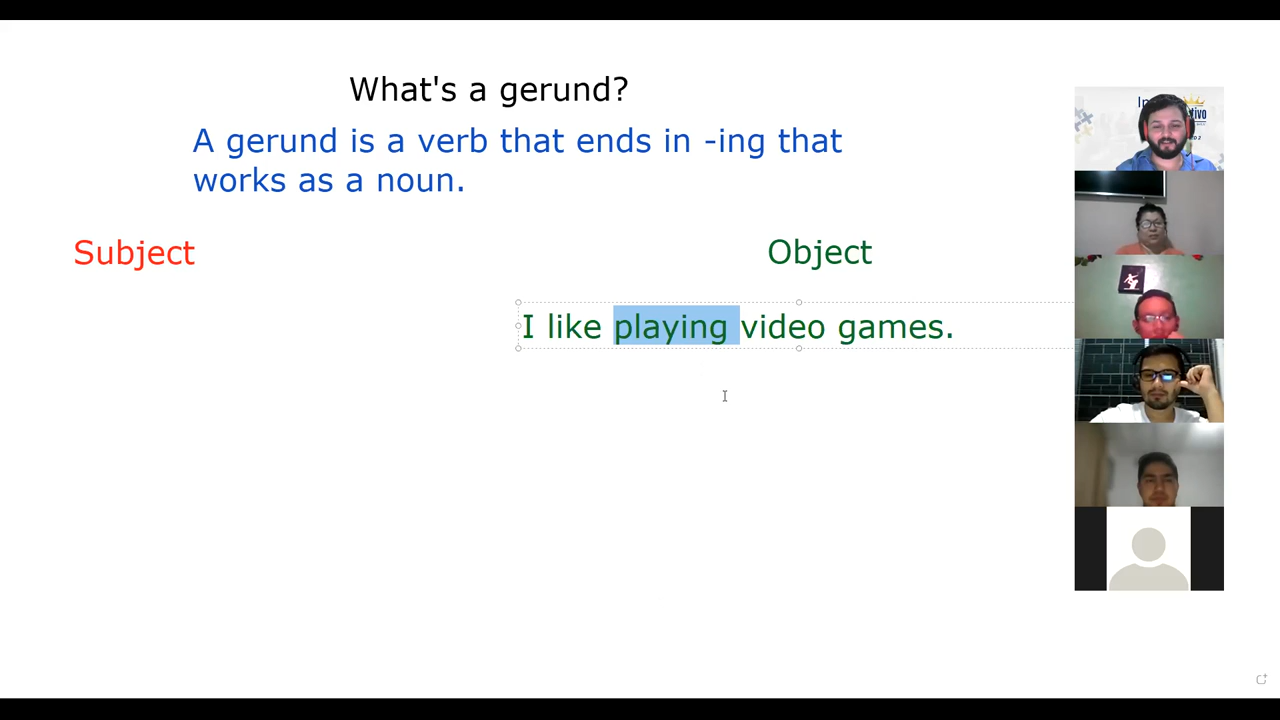 What's a gerund?
A gerund is a verb that ends in -ing that
works as a noun.
Subject
Object
I like playing video games.